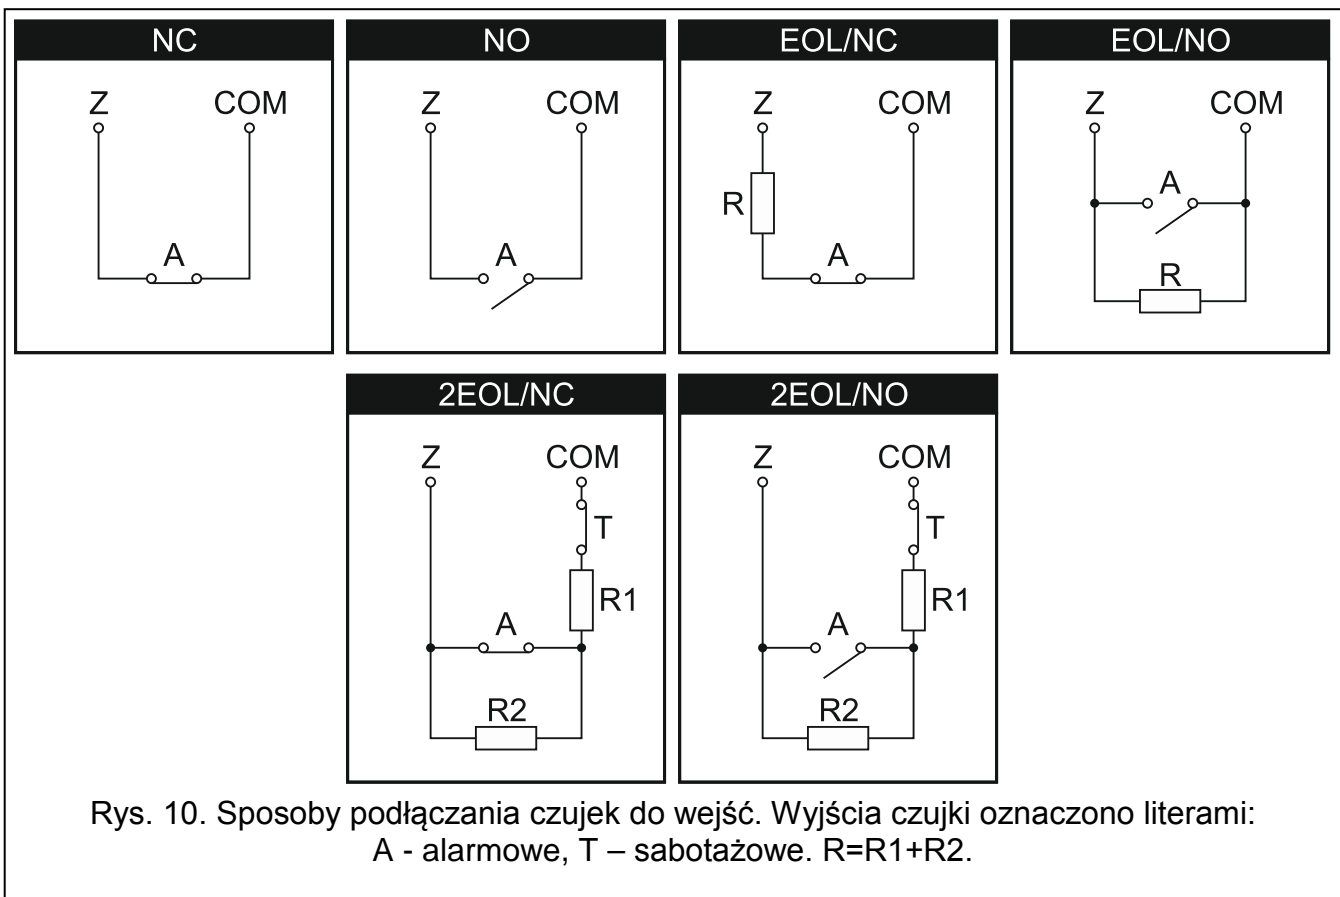 NC
Z COM
A
NO
Z COM
A
EOL/NC
Z COM
R
A
EOL/NO
Z COM
A
R
2EOL/NC
Z COM
T
R1
A
R2
2EOL/NO
Z COM
T
R1
A
R2
Rys. 10. Sposoby podłączania czujek do wejść. Wyjścia czujki oznaczono literami:
A - alarmowe, T – sabotażowe. R=R1+R2.